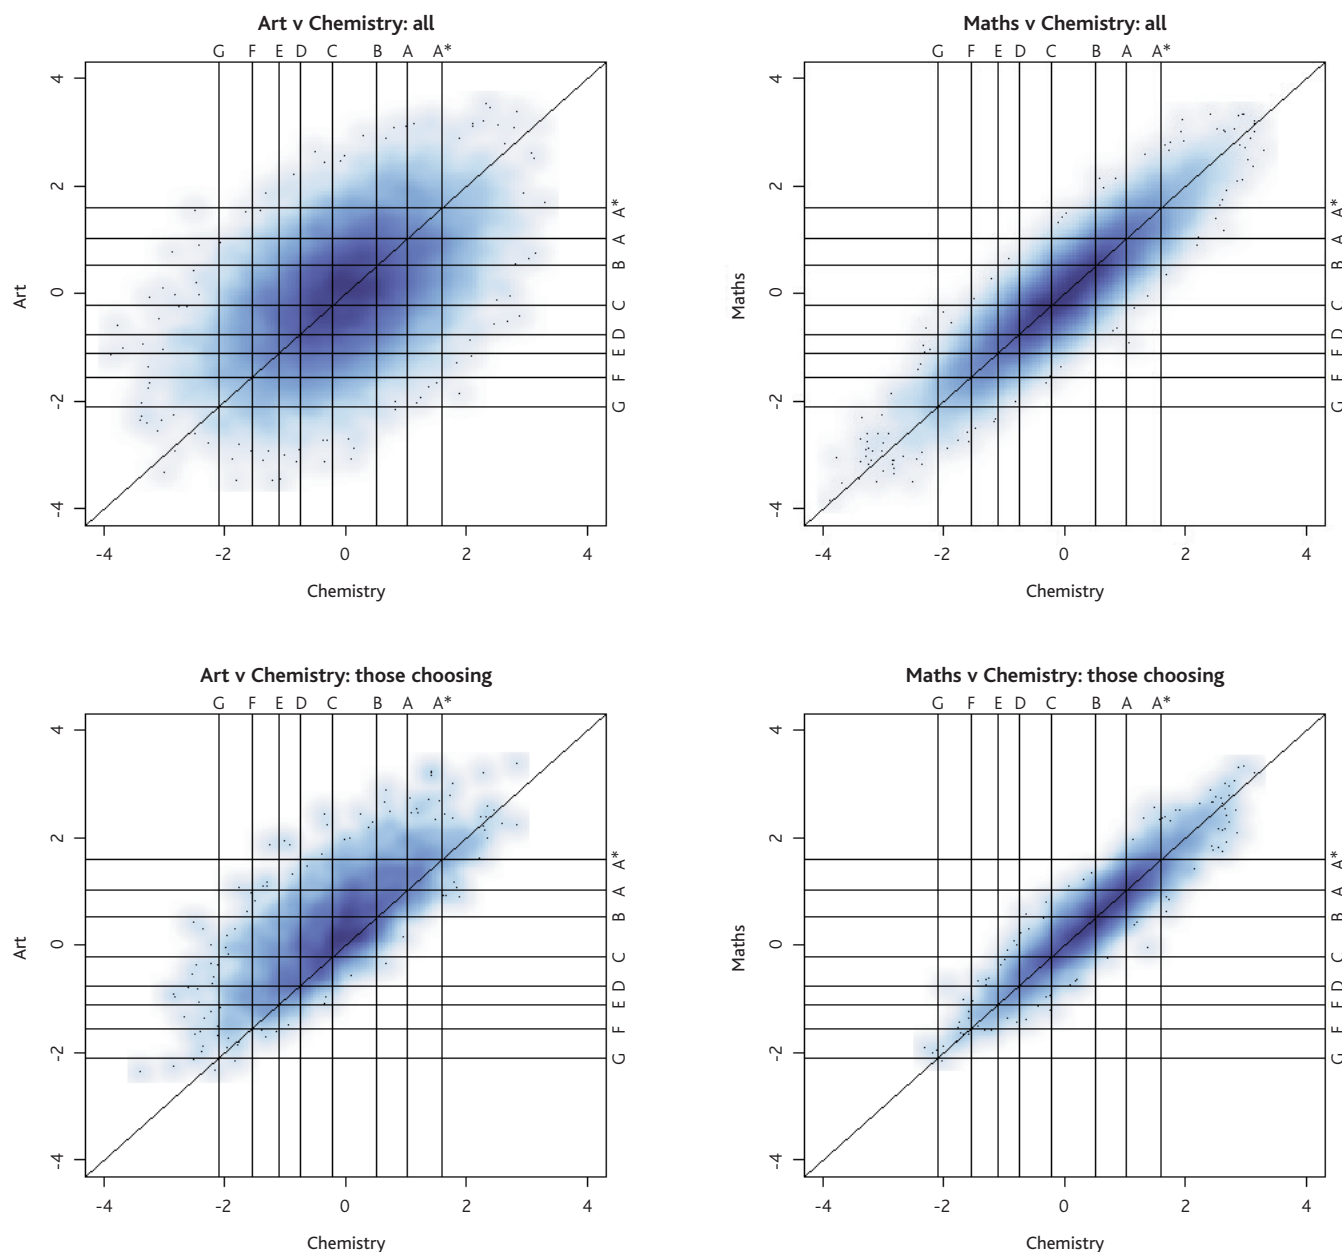 Art v Chemistry: all
G F E D C B A A*
4
2
0
-2
-4
Art
A*
A
B
C
D
E
F
G
-4 -2 0 2 4
Chemistry
Maths v Chemistry: all
G F E D C B A A*
4
2
0
-2
-4
Maths
A*
A
B
C
D
E
F
G
-4 -2 0 2 4
Chemistry
Art v Chemistry: those choosing
G F E D C B A A*
4
2
0
-2
-4
Art
A*
A
B
C
D
E
F
G
-4 -2 0 2 4
Chemistry
Maths v Chemistry: those choosing
G F E D C B A A*
4
2
0
-2
-4
Maths
A*
A
B
C
D
E
F
G
-4 -2 0 2 4
Chemistry